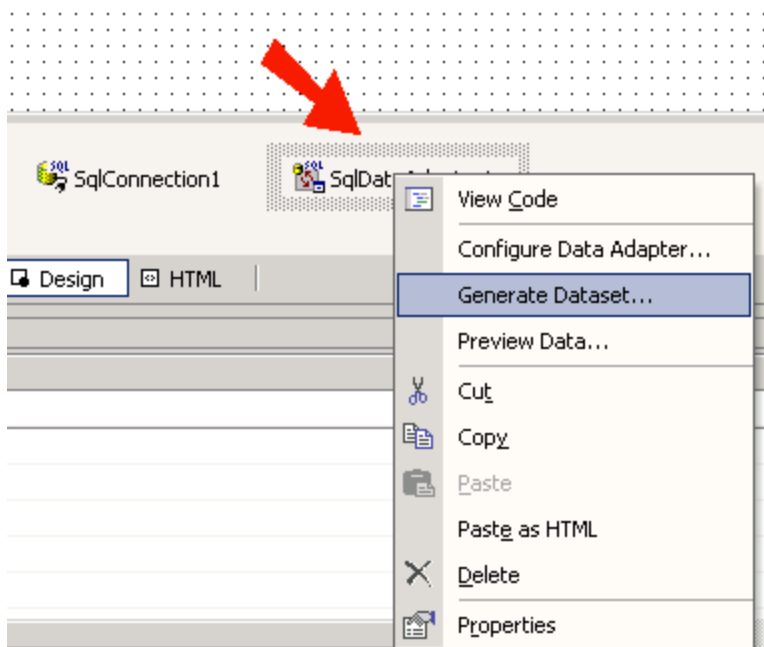 SqlConnection1
SqlDat
View Code
Configure Data Adapter...
Generate Dataset...
Preview Data...
Cut
Copy
Paste
Paste as HTML
Delete
Properties
Design
HTML